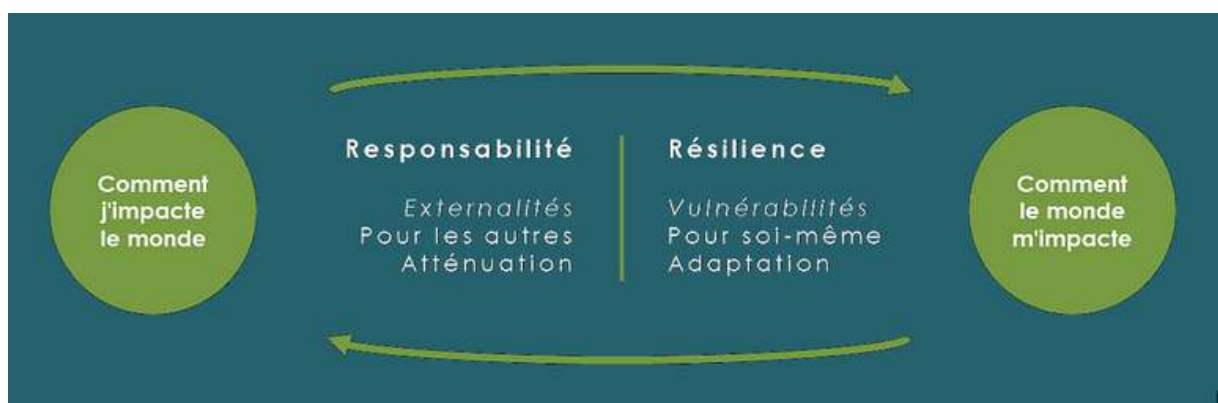 Comment
j'impacte
le monde
Responsabilité
Externalités
Pour les autres
Atténuation
Résilience
Vulnérabilités
Pour soi-même
Adaptation
Comment
le monde
m'impacte